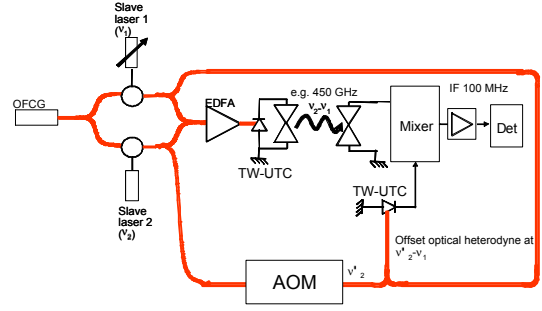 Slave
laser 1
(ν₁)
OFCG
EDFA
e.g. 450 GHz
ν₂-ν₁
IF 100 MHz
Mixer
Det
TW-UTC
TW-UTC
Slave
laser 2
(ν₂)
Offset optical heterodyne at
ν'₂-ν₁
AOM
ν'₂